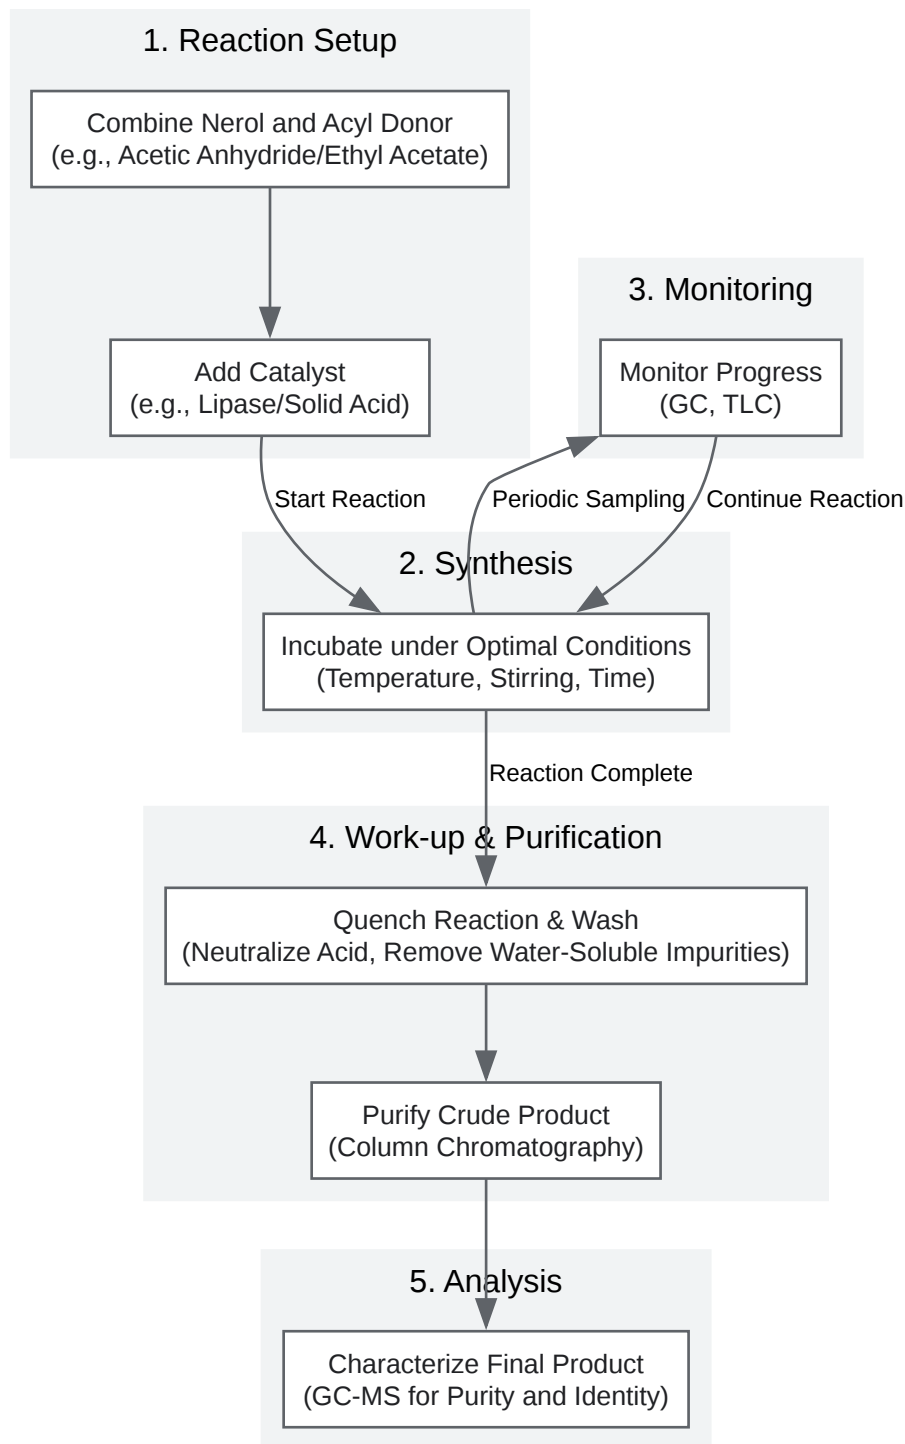 1. Reaction Setup
Combine Nerol and Acyl Donor
(e.g., Acetic Anhydride/Ethyl Acetate)
Add Catalyst
(e.g., Lipase/Solid Acid)
3. Monitoring
Monitor Progress
(GC, TLC)
Start Reaction
Periodic Sampling
Continue Reaction
2. Synthesis
Incubate under Optimal Conditions
(Temperature, Stirring, Time)
Reaction Complete
4. Work-up & Purification
Quench Reaction & Wash
(Neutralize Acid, Remove Water-Soluble Impurities)
Purify Crude Product
(Column Chromatography)
5. Analysis
Characterize Final Product
(GC-MS for Purity and Identity)